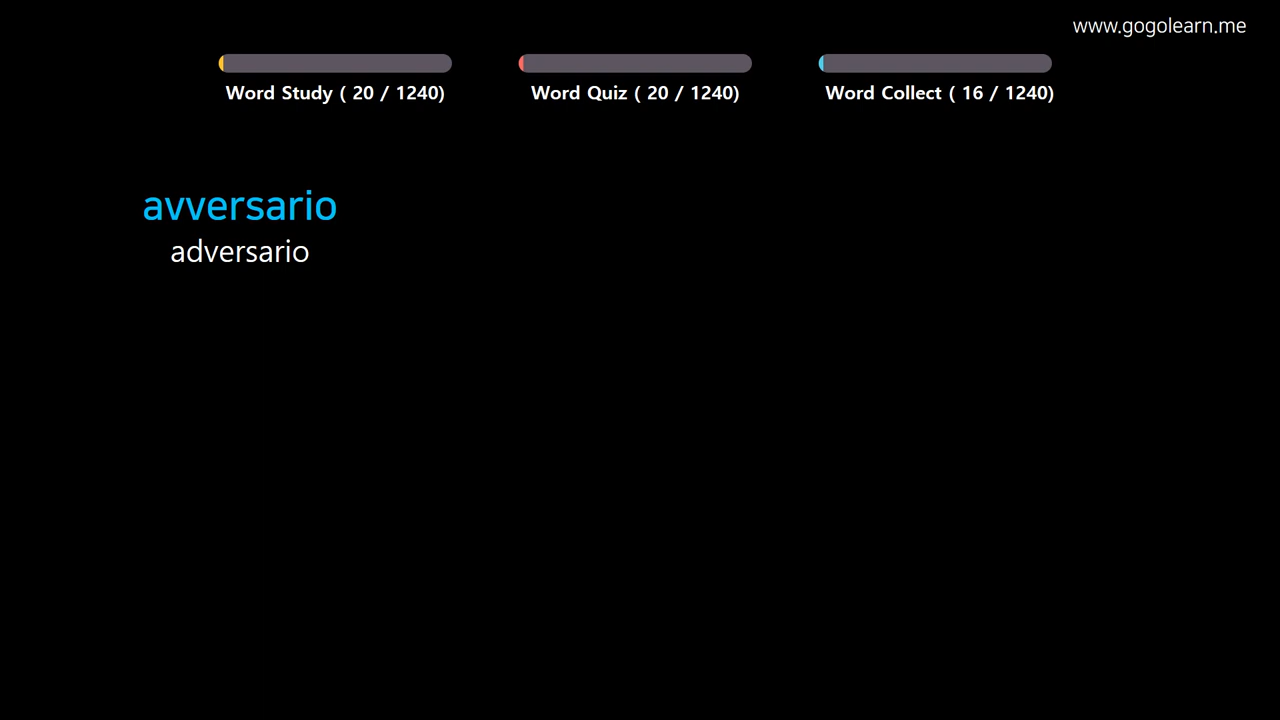 www.gogolearn.me
Word Study ( 20 / 1240)
Word Quiz ( 20 / 1240)
Word Collect ( 16 / 1240)
avversario
adversario